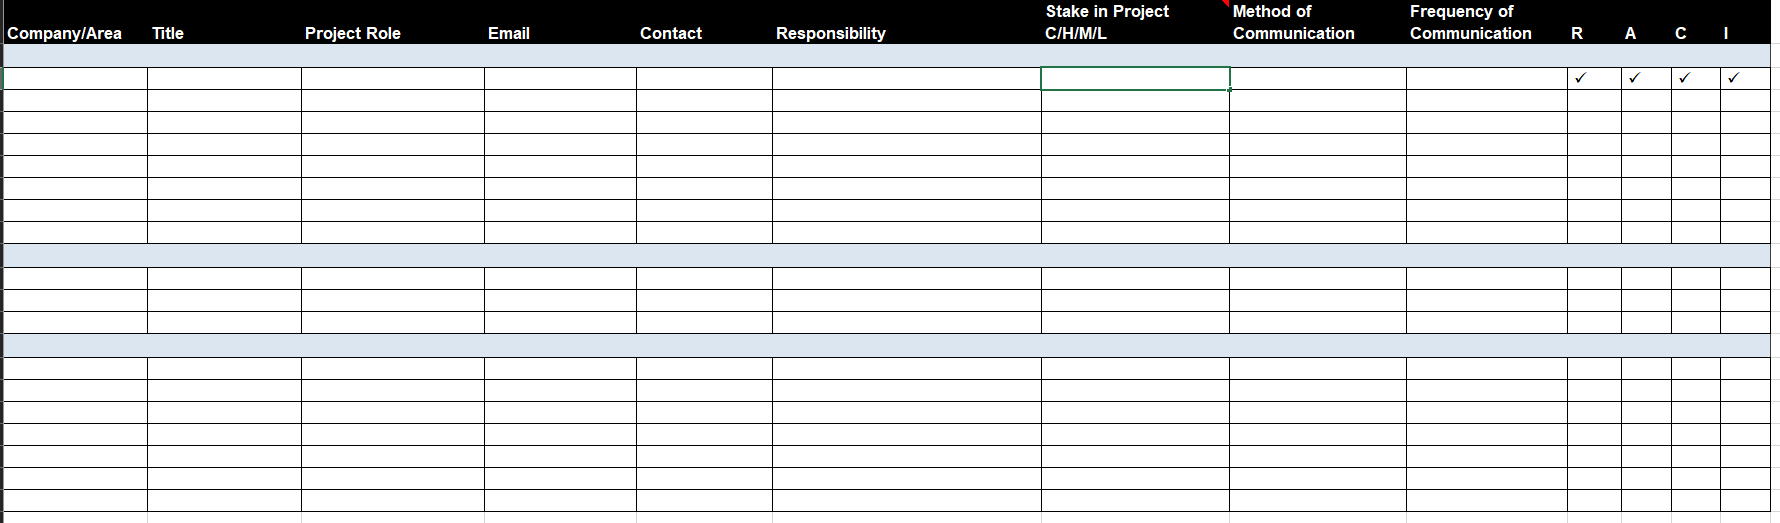 Company/Area Title Project Role Email Contact Responsibility Stake in Project C/H/M/L Method of Communication Frequency of Communication R A C I
✓ ✓ ✓ ✓